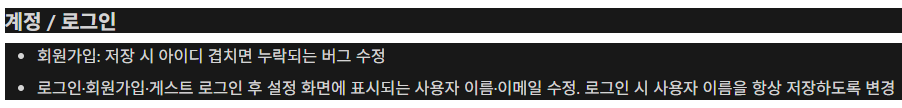 계정 / 로그인
회원가입: 저장 시 아이디 겹치면 누락되는 버그 수정
로그인·회원가입·게스트 로그인 후 설정 화면에 표시되는 사용자 이름·이메일 수정. 로그인 시 사용자 이름을 항상 저장하도록 변경